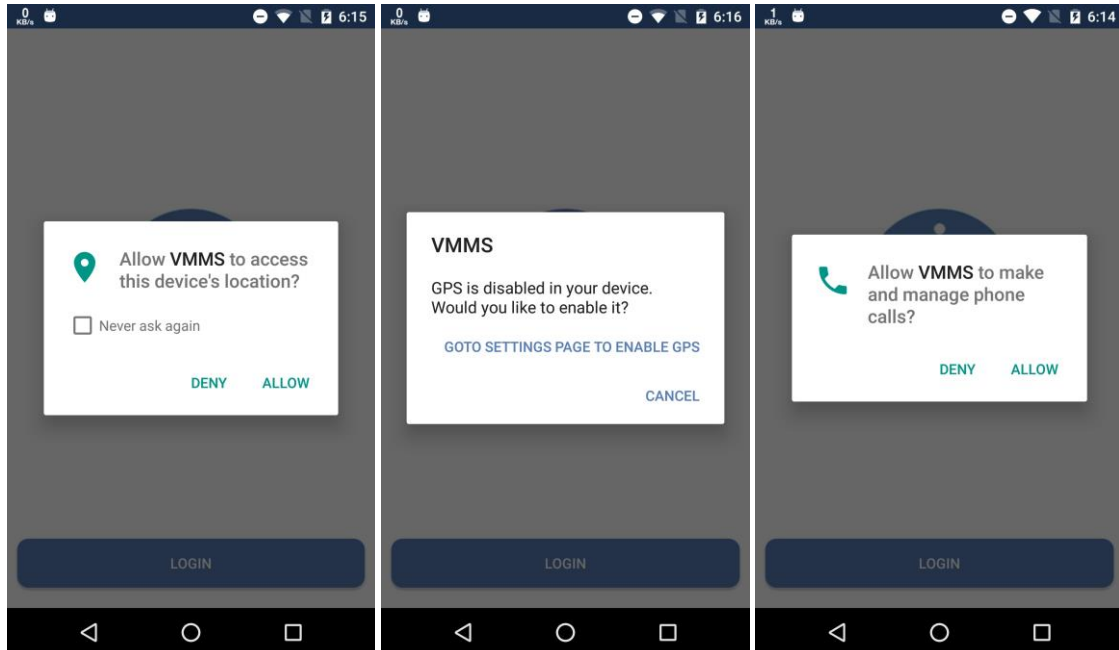 0
KB/s
6:15
Allow VMMS to access
this device's location?
Never ask again
DENY ALLOW
LOGIN
0
KB/s
6:16
VMMS
GPS is disabled in your device.
Would you like to enable it?
GOTO SETTINGS PAGE TO ENABLE GPS
CANCEL
LOGIN
1
KB/s
6:14
Allow VMMS to make
and manage phone
calls?
DENY ALLOW
LOGIN